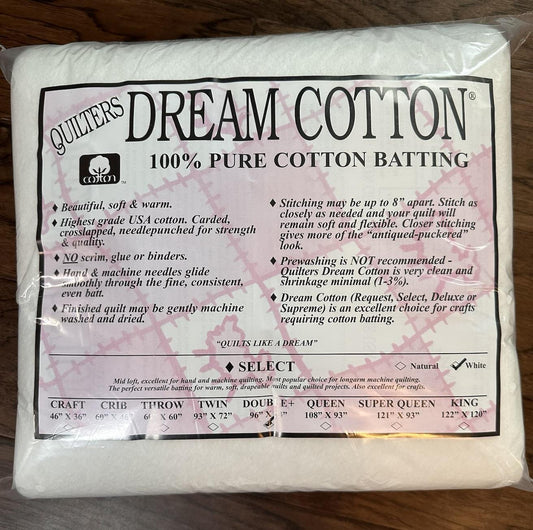 QUILTERS DREAM COTTON®
100% PURE COTTON BATTING
cotton™
♦ Beautiful, soft & warm.
♦ Highest grade USA cotton. Carded,
crosslapped, needlepunched for strength
& quality.
♦ NO scrim, glue or binders.
♦ Hand & machine needles glide
smoothly through the fine, consistent,
even batt.
♦ Finished quilt may be gently machine
washed and dried.
♦ Stitching may be up to 8" apart. Stitch as
closely as needed and your quilt will
remain soft and flexible. Closer stitching
gives more of the "antiqued-puckered"
look.
♦ Prewashing is NOT recommended -
Quilters Dream Cotton is very clean and
Shrinkage minimal (1-3%).
♦ Dream Cotton (Request, Select, Deluxe or
Supreme) is an excellent choice for crafts
requiring cotton batting.
"QUILTS LIKE A DREAM"
♦ SELECT ◇ Natural ✓ White
Mid loft, excellent for hand and machine quilting. Most popular choice for longarm machine quilting.
The perfect versatile batting for warm, soft, drapeable quilts and quilted projects. Also excellent for crafts.
CRAFT CRIB THROW TWIN DOUB E+ QUEEN SUPER QUEEN KING
46" X 36" 60" X 60" 93" X 72" 96" X 108" X 93" 121" X 93" 122" X 120"